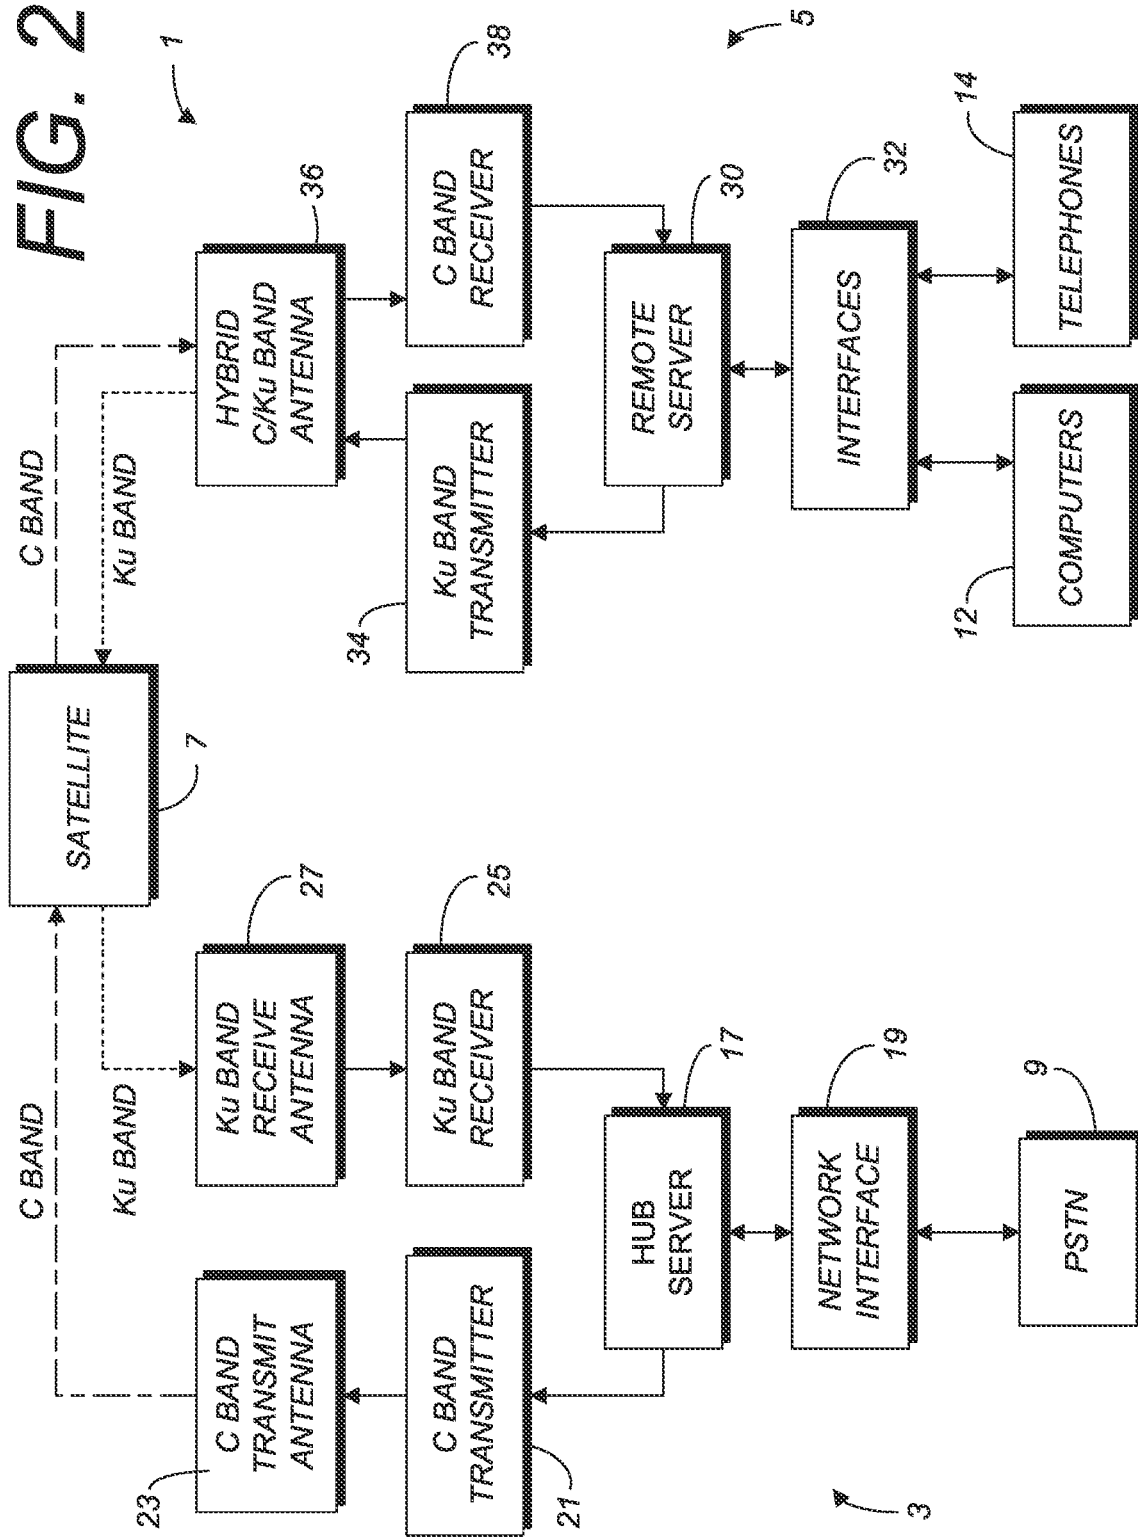 FIG. 2
1
C BAND
Ku BAND
SATELLITE
7
C BAND
Ku BAND
HYBRID
C/Ku BAND
ANTENNA
36
C BAND
RECEIVER
38
Ku BAND
TRANSMITTER
34
REMOTE
SERVER
30
5
INTERFACES
32
COMPUTERS
12
TELEPHONES
14
C BAND
TRANSMIT
ANTENNA
23
Ku BAND
RECEIVE
ANTENNA
27
C BAND
TRANSMITTER
21
Ku BAND
RECEIVER
25
HUB
SERVER
17
NETWORK
INTERFACE
19
PSTN
9
3